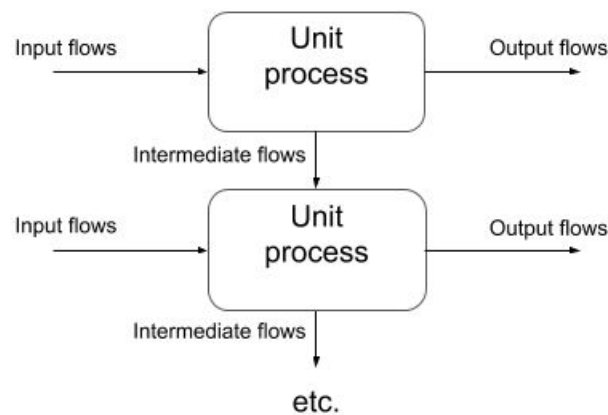 Input flows
Unit
process
Output flows
Intermediate flows
Input flows
Unit
process
Output flows
Intermediate flows
etc.